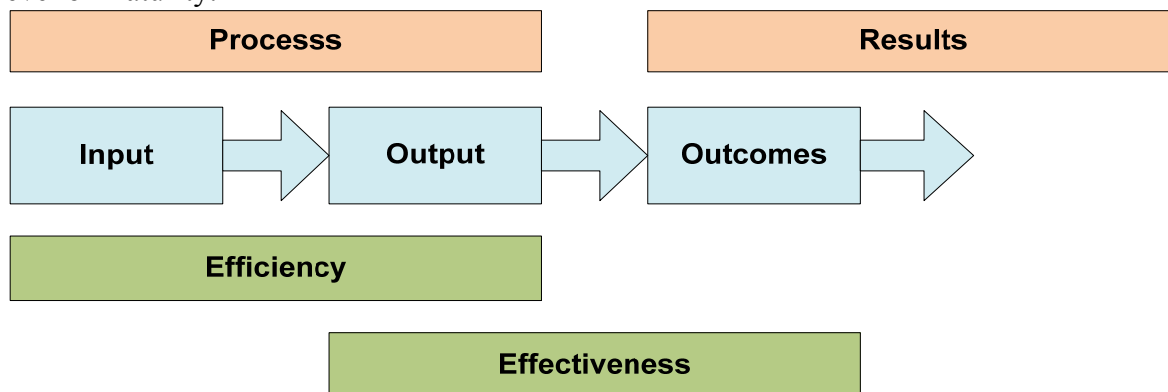 Processs
Results
Input
Output
Outcomes
Efficiency
Effectiveness